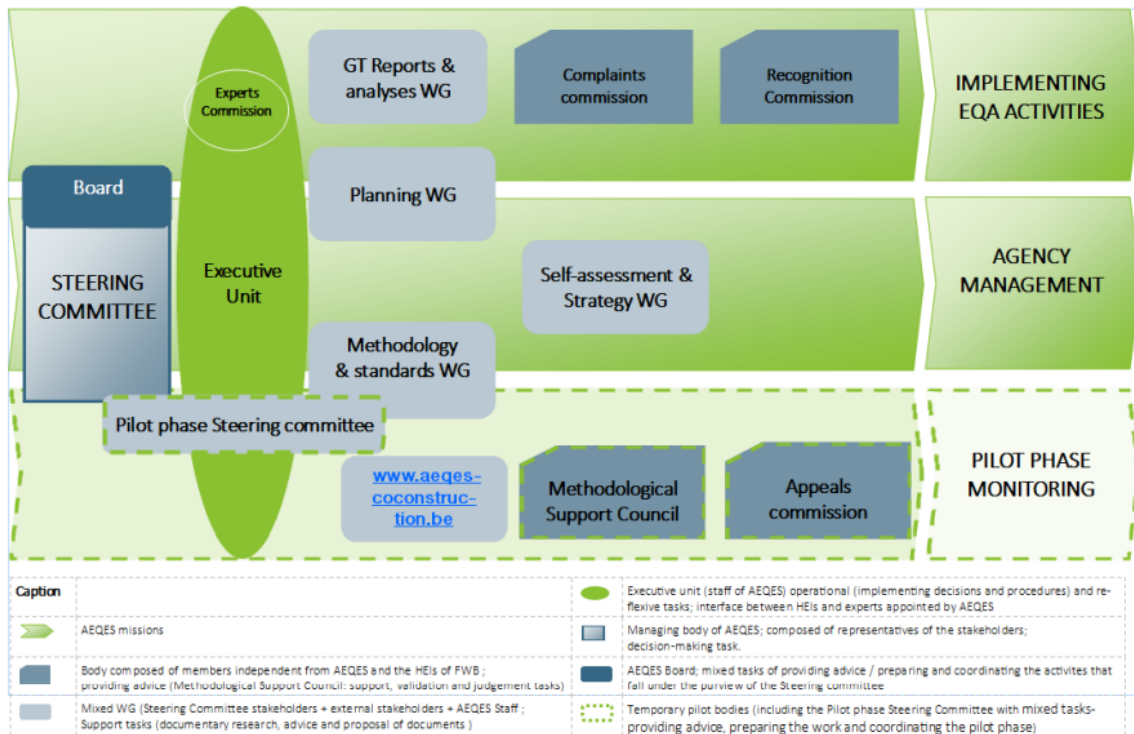 GT Reports &
analyses WG
Complaints
commission
Recognition
Commission
IMPLEMENTING
EQA ACTIVITIES
Experts
Commission
Board
Planning WG
STEERING
COMMITTEE
Executive
Unit
Self-assessment &
Strategy WG
AGENCY
MANAGEMENT
Methodology
& standards WG
Pilot phase Steering committee
www.aeqes-
coconstruc-
tion.be
Methodological
Support Council
Appeals
commission
PILOT PHASE
MONITORING
Caption
Executive unit (staff of AEQES) operational (implementing decisions and procedures) and re-
flexive tasks; interface between HEIs and experts appointed by AEQES
AEQES missions
Managing body of AEQES; composed of representatives of the stakeholders;
decision-making task.
Body composed of members independent from AEQES and the HEIs of FWB ;
providing advice (Methodological Support Council: support, validation and judgement tasks)
AEQES Board; mixed tasks of providing advice / preparing and coordinating the activites that
fall under the purview of the Steering committee
Mixed WG (Steering Committee stakeholders + external stakeholders + AEQES Staff ;
Support tasks (documentary research, advice and proposal of documents )
Temporary pilot bodies (including the Pilot phase Steering Committee with mixed tasks-
providing advice, preparing the work and coordinating the pilot phase)